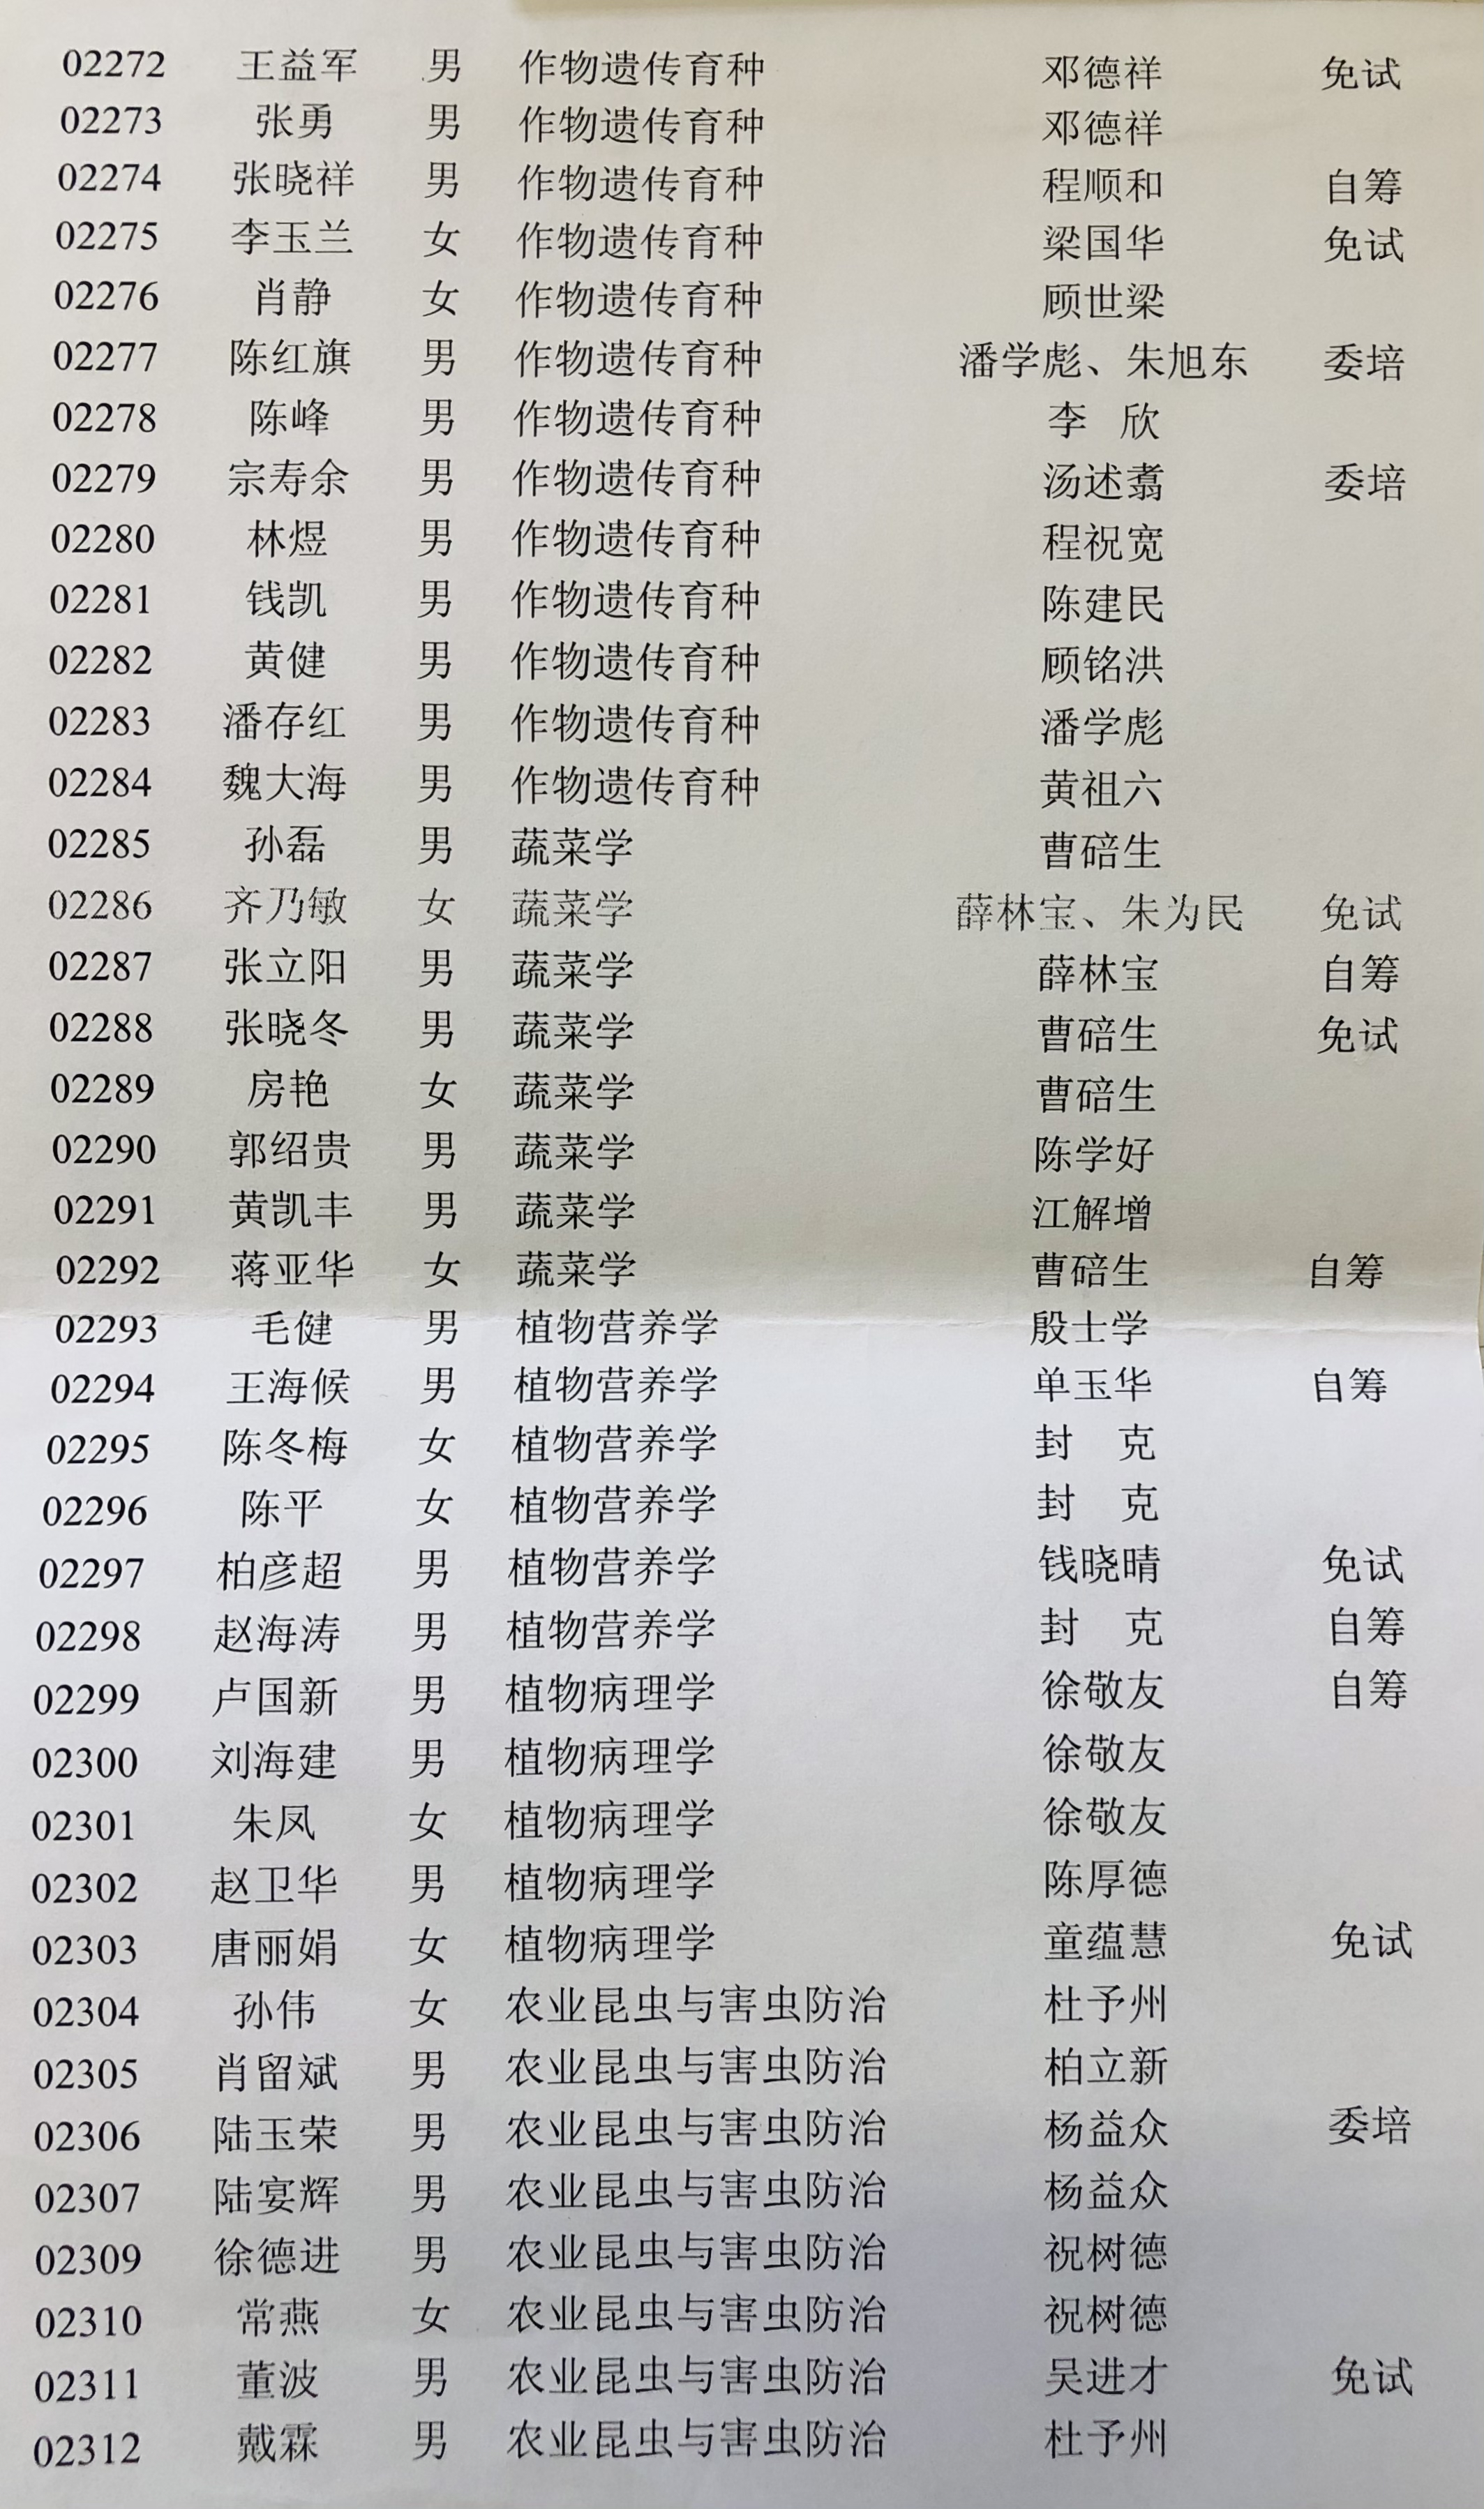 02272 王益军 男 作物遗传育种 邓德祥 免试
02273 张勇 男 作物遗传育种 邓德祥
02274 张晓祥 男 作物遗传育种 程顺和 自筹
02275 李玉兰 女 作物遗传育种 梁国华 免试
02276 肖静 女 作物遗传育种 顾世梁
02277 陈红旗 男 作物遗传育种 潘学彪、朱旭东 委培
02278 陈峰 男 作物遗传育种 李 欣
02279 宗寿余 男 作物遗传育种 汤述翥 委培
02280 林煜 男 作物遗传育种 程祝宽
02281 钱凯 男 作物遗传育种 陈建民
02282 黄健 男 作物遗传育种 顾铭洪
02283 潘存红 男 作物遗传育种 潘学彪
02284 魏大海 男 作物遗传育种 黄祖六
02285 孙磊 男 蔬菜学 曹碚生
02286 齐乃敏 女 蔬菜学 薛林宝、朱为民 免试
02287 张立阳 男 蔬菜学 薛林宝 自筹
02288 张晓冬 男 蔬菜学 曹碚生 免试
02289 房艳 女 蔬菜学 曹碚生
02290 郭绍贵 男 蔬菜学 陈学好
02291 黄凯丰 男 蔬菜学 江解增
02292 蒋亚华 女 蔬菜学 曹碚生 自筹
02293 毛健 男 植物营养学 殷士学
02294 王海候 男 植物营养学 单玉华 自筹
02295 陈冬梅 女 植物营养学 封 克
02296 陈平 女 植物营养学 封 克
02297 柏彦超 男 植物营养学 钱晓晴 免试
02298 赵海涛 男 植物营养学 封 克 自筹
02299 卢国新 男 植物病理学 徐敬友 自筹
02300 刘海建 男 植物病理学 徐敬友
02301 朱凤 女 植物病理学 徐敬友
02302 赵卫华 男 植物病理学 陈厚德
02303 唐丽娟 女 植物病理学 童蕴慧 免试
02304 孙伟 女 农业昆虫与害虫防治 杜予州
02305 肖留斌 男 农业昆虫与害虫防治 柏立新
02306 陆玉荣 男 农业昆虫与害虫防治 杨益众 委培
02307 陆宴辉 男 农业昆虫与害虫防治 杨益众
02309 徐德进 男 农业昆虫与害虫防治 祝树德
02310 常燕 女 农业昆虫与害虫防治 祝树德
02311 董波 男 农业昆虫与害虫防治 吴进才 免试
02312 戴霖 男 农业昆虫与害虫防治 杜予州